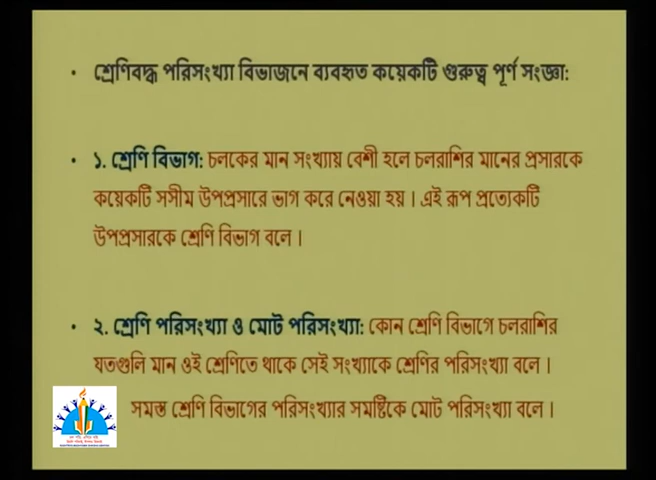 • শ্রেণিবদ্ধ পরিসংখ্যা বিভাজনে ব্যবহৃত কয়েকটি গুরুত্ব পূর্ণ সংজ্ঞা:
• ১. শ্রেণি বিভাগ: চলকের মান সংখ্যায় বেশী হলে চলরাশির মানের প্রসারকে
কয়েকটি সসীম উপপ্রসারে ভাগ করে নেওয়া হয়। এই রূপ প্রত্যেকটি
উপপ্রসারকে শ্রেণি বিভাগ বলে।
• ২. শ্রেণি পরিসংখ্যা ও মোট পরিসংখ্যা: কোন শ্রেণি বিভাগে চলরাশির
যতগুলি মান ওই শ্রেণিতে থাকে সেই সংখ্যাকে শ্রেণির পরিসংখ্যা বলে।
সমস্ত শ্রেণি বিভাগের পরিসংখ্যার সমষ্টিকে মোট পরিসংখ্যা বলে।